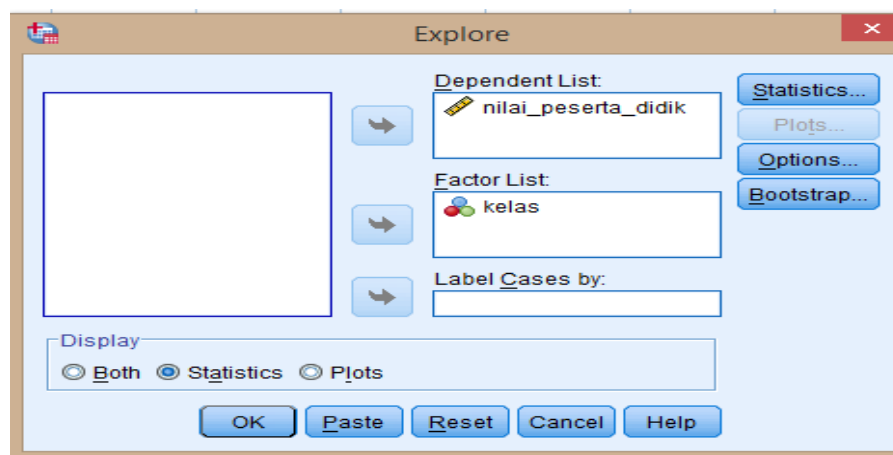 Explore
Dependent List:
nilai_peserta_didik
Statistics...
Plots...
Options...
Bootstrap...
Factor List:
kelas
Label Cases by:
Display
Both Statistics Plots
OK Paste Reset Cancel Help